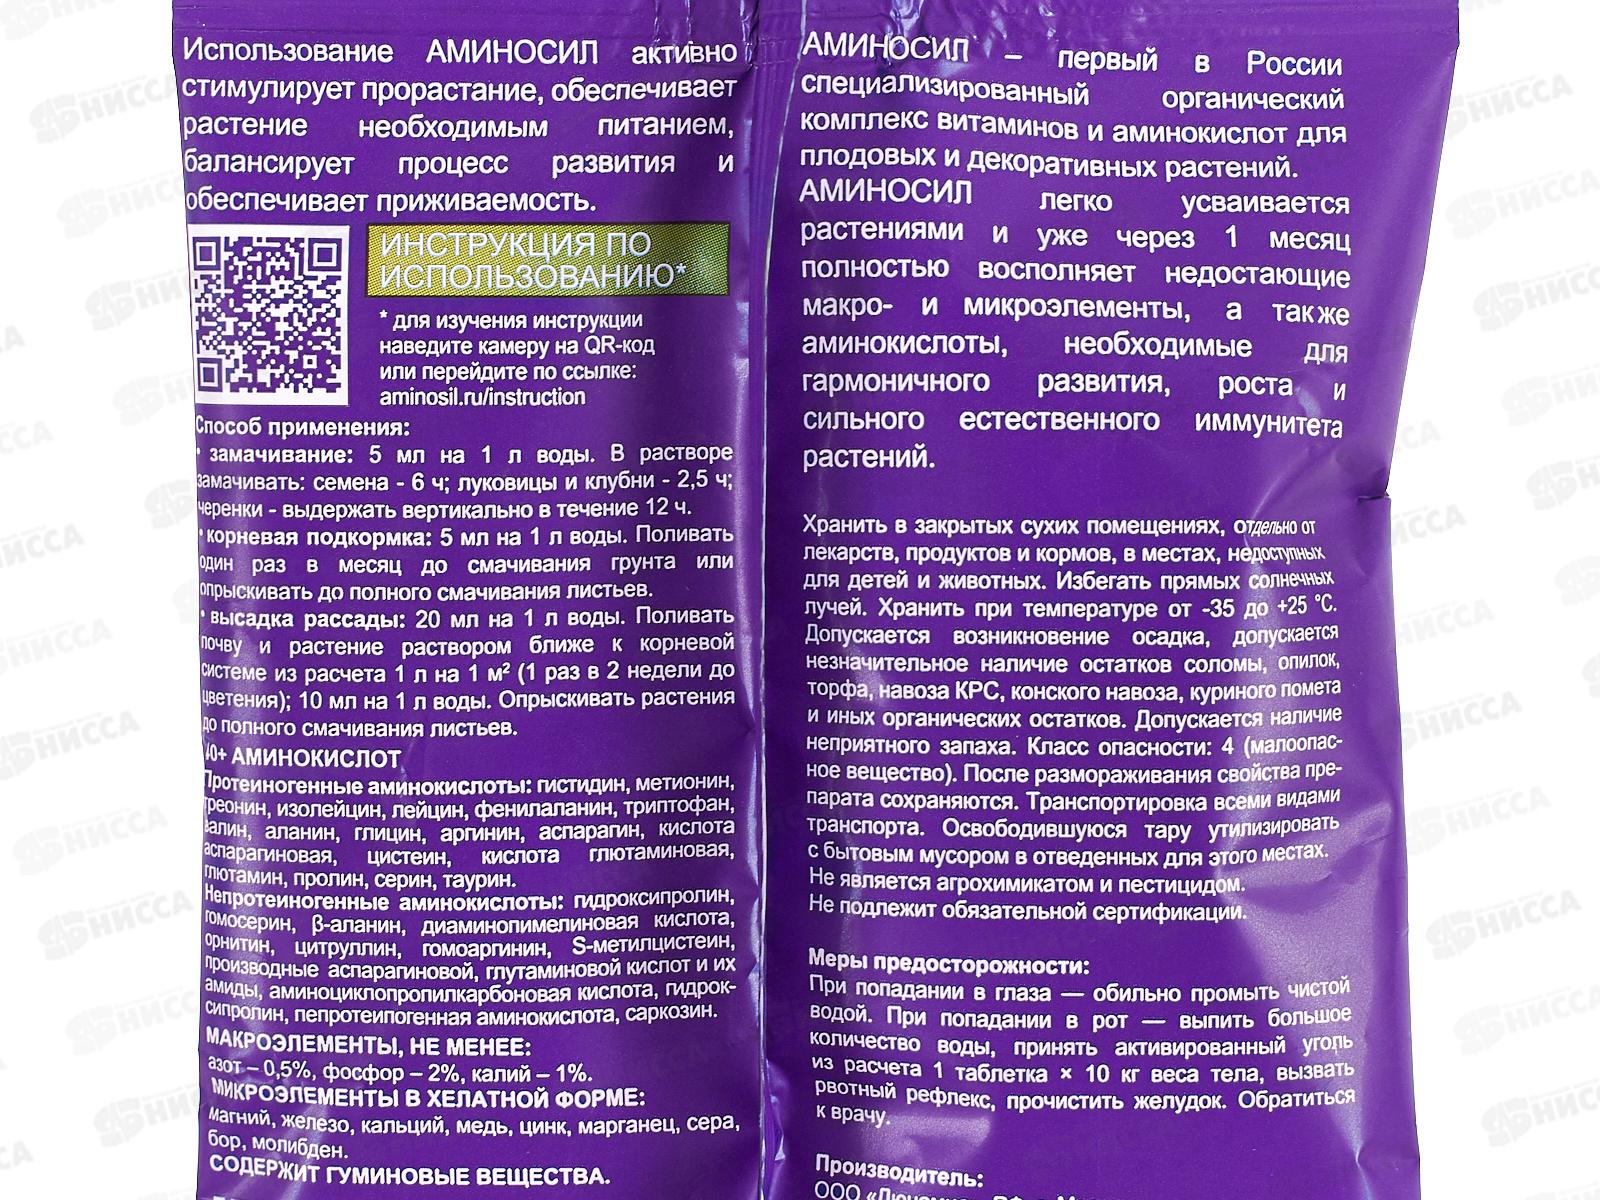 Использование АМИНОСИЛ активно
стимулирует прорастание, обеспечивает
растение необходимым питанием,
балансирует процесс развития и
обеспечивает приживаемость.
ИНСТРУКЦИЯ ПО
ИСПОЛЬЗОВАНИЮ*
* для изучения инструкции
наведите камеру на QR-код
или перейдите по ссылке:
aminosil.ru/instruction
Способ применения:
• замачивание: 5 мл на 1 л воды. В растворе
замачивать: семена - 6 ч; луковицы и клубни - 2,5 ч;
черенки - выдержать вертикально в течение 12 ч.
• корневая подкормка: 5 мл на 1 л воды. Поливать
один раз в месяц до смачивания грунта или
опрыскивать до полного смачивания листьев.
• высадка рассады: 20 мл на 1 л воды. Поливать
почву и растение раствором ближе к корневой
системе из расчета 1 л на 1 м² (1 раз в 2 недели до
цветения); 10 мл на 1 л воды. Опрыскивать растения
до полного смачивания листьев.
40+ АМИНОКИСЛОТ
Протеиногенные аминокислоты: гистидин, метионин,
треонин, изолейцин, лейцин, фенилаланин, триптофан,
валин, аланин, глицин, аргинин, аспарагин, кислота
аспарагиновая, цистеин, кислота глютаминовая,
глютамин, пролин, серин, таурин.
Непротеиногенные аминокислоты: гидроксипролин,
гомосерин, β-аланин, диаминопимелиновая кислота,
орнитин, цитруллин, гомоаргинин, S-метилцистеин,
производные аспарагиновой, глутаминовой кислот и их
амиды, аминоциклопропилкарбоновая кислота, гидрок-
сипролин, пепротеипогенная аминокислота, саркозин.
МАКРОЭЛЕМЕНТЫ, НЕ МЕНЕЕ:
азот – 0,5%, фосфор – 2%, калий – 1%.
МИКРОЭЛЕМЕНТЫ В ХЕЛАТНОЙ ФОРМЕ:
магний, железо, кальций, медь, цинк, марганец, сера,
бор, молибден.
СОДЕРЖИТ ГУМИНОВЫЕ ВЕЩЕСТВА.
АМИНОСИЛ – первый в России
специализированный органический
комплекс витаминов и аминокислот для
плодовых и декоративных растений.
АМИНОСИЛ легко усваивается
растениями и уже через 1 месяц
полностью восполняет недостающие
макро- и микроэлементы, а также
аминокислоты, необходимые для
гармоничного развития, роста и
сильного естественного иммунитета
растений.
Хранить в закрытых сухих помещениях, отдельно от
лекарств, продуктов и кормов, в местах, недоступных
для детей и животных. Избегать прямых солнечных
лучей. Хранить при температуре от -35 до +25 °С.
Допускается возникновение осадка, допускается
незначительное наличие остатков соломы, опилок,
торфа, навоза КРС, конского навоза, куриного помета
и иных органических остатков. Допускается наличие
неприятного запаха. Класс опасности: 4 (малоопас-
ное вещество). После размораживания свойства пре-
парата сохраняются. Транспортировка всеми видами
транспорта. Освободившуюся тару утилизировать
с бытовым мусором в отведенных для этого местах.
Не является агрохимикатом и пестицидом.
Не подлежит обязательной сертификации.
Меры предосторожности:
При попадании в глаза — обильно промыть чистой
водой. При попадании в рот — выпить большое
количество воды, принять активированный уголь
из расчета 1 таблетка × 10 кг веса тела, вызвать
рвотный рефлекс, прочистить желудок. Обратиться
к врачу.
Производитель:
ООО
НИССА